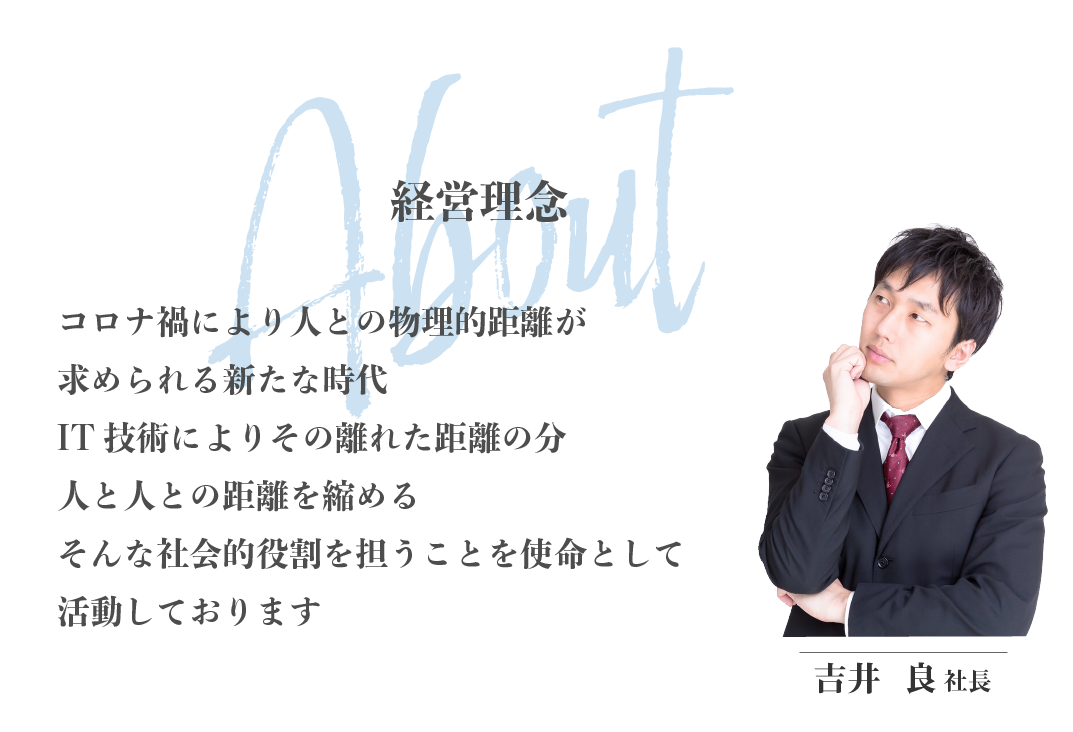 About
経営理念
コロナ禍により人との物理的距離が
求められる新たな時代
IT 技術によりその離れた距離の分
人と人との距離を縮める
そんな社会的役割を担うことを使命として
活動しております
吉井 良 社長